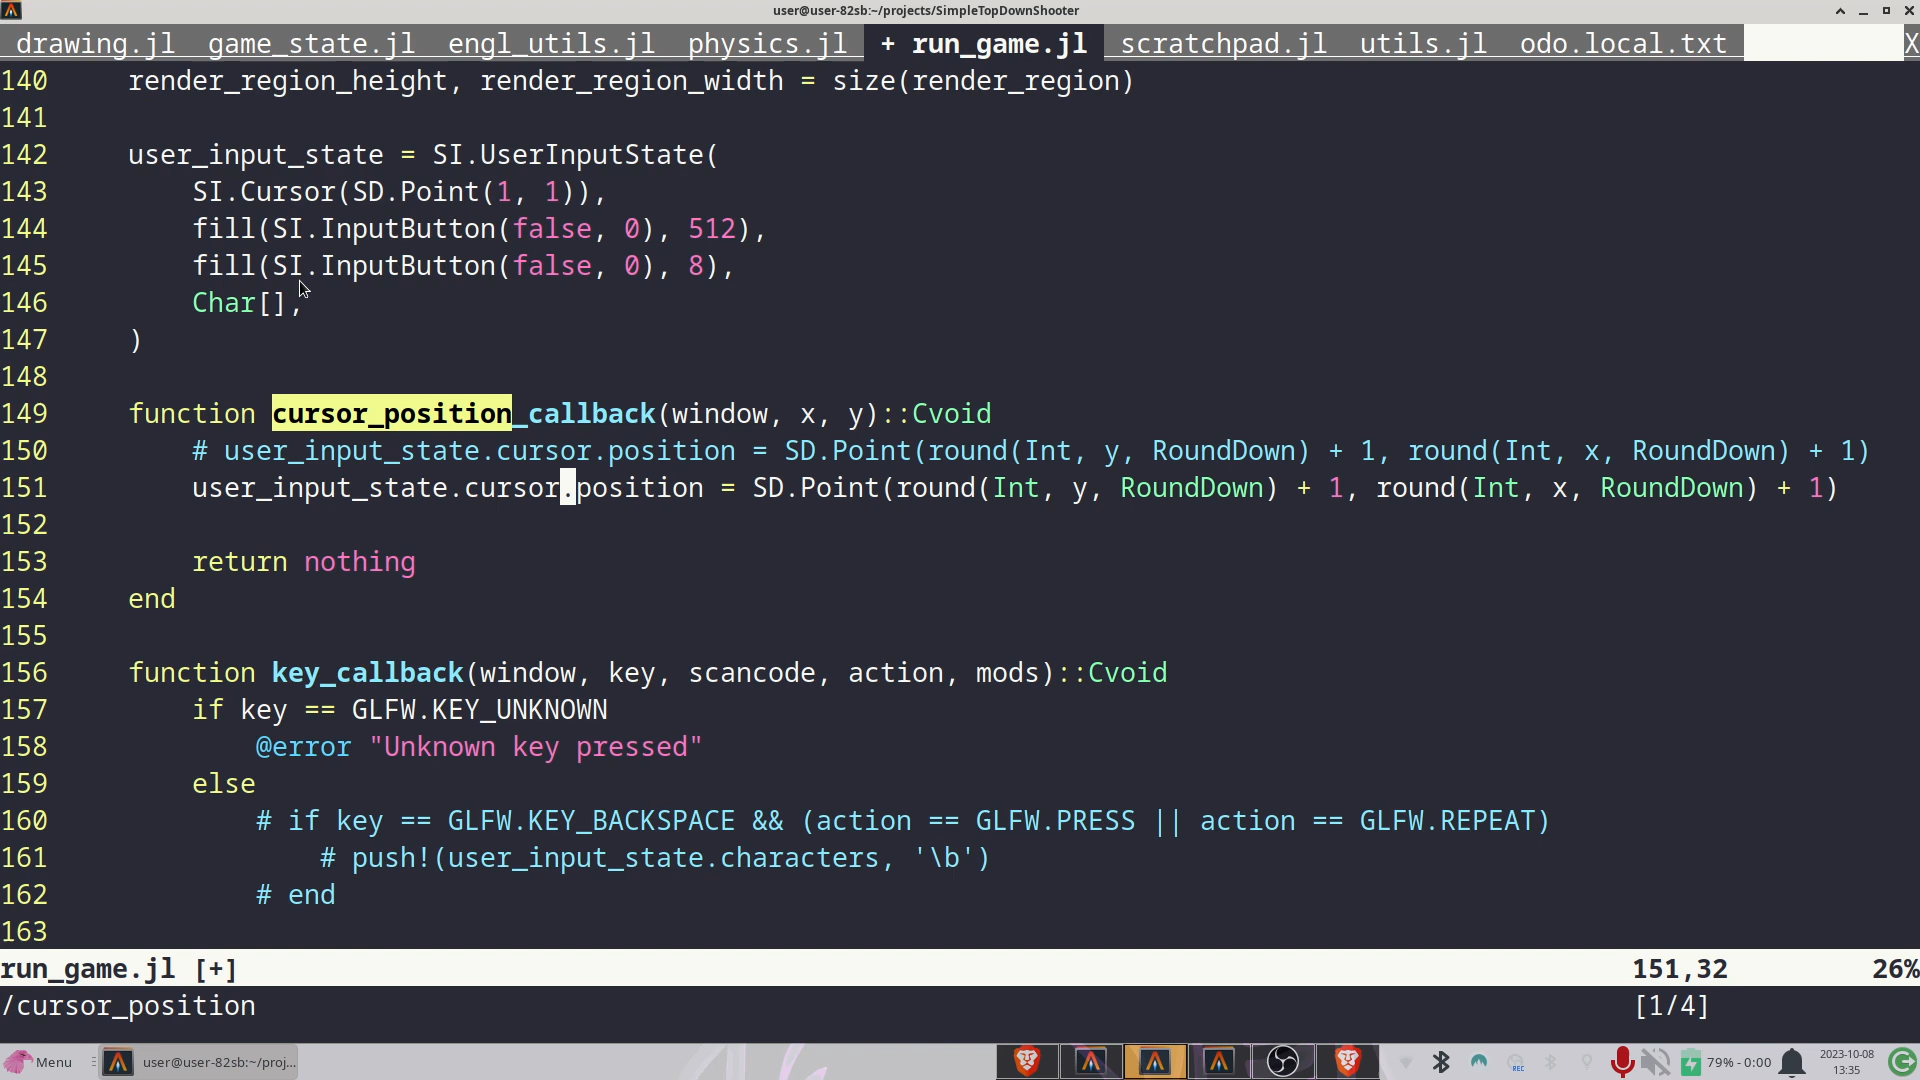 user@user-82sb:~/projects/SimpleTopDownShooter
drawing.jl game_state.jl engl_utils.jl physics.jl + run_game.jl scratchpad.jl utils.jl odo.local.txt X
140     render_region_height, render_region_width = size(render_region)
141
142     user_input_state = SI.UserInputState(
143         SI.Cursor(SD.Point(1, 1)),
144         fill(SI.InputButton(false, 0), 512),
145         fill(SI.InputButton(false, 0), 8),
146         Char[],
147     )
148
149     function cursor_position_callback(window, x, y)::Cvoid
150         # user_input_state.cursor.position = SD.Point(round(Int, y, RoundDown) + 1, round(Int, x, RoundDown) + 1)
151         user_input_state.cursor.position = SD.Point(round(Int, y, RoundDown) + 1, round(Int, x, RoundDown) + 1)
152
153         return nothing
154     end
155
156     function key_callback(window, key, scancode, action, mods)::Cvoid
157         if key == GLFW.KEY_UNKNOWN
158             @error "Unknown key pressed"
159         else
160             # if key == GLFW.KEY_BACKSPACE && (action == GLFW.PRESS || action == GLFW.REPEAT)
161                 # push!(user_input_state.characters, '\b')
162             # end
163
run_game.jl [+] 151,32 26%
/cursor_position [1/4]
Menu user@user-82sb:~/proj... REC 79% - 0:00 2023-10-08
13:35